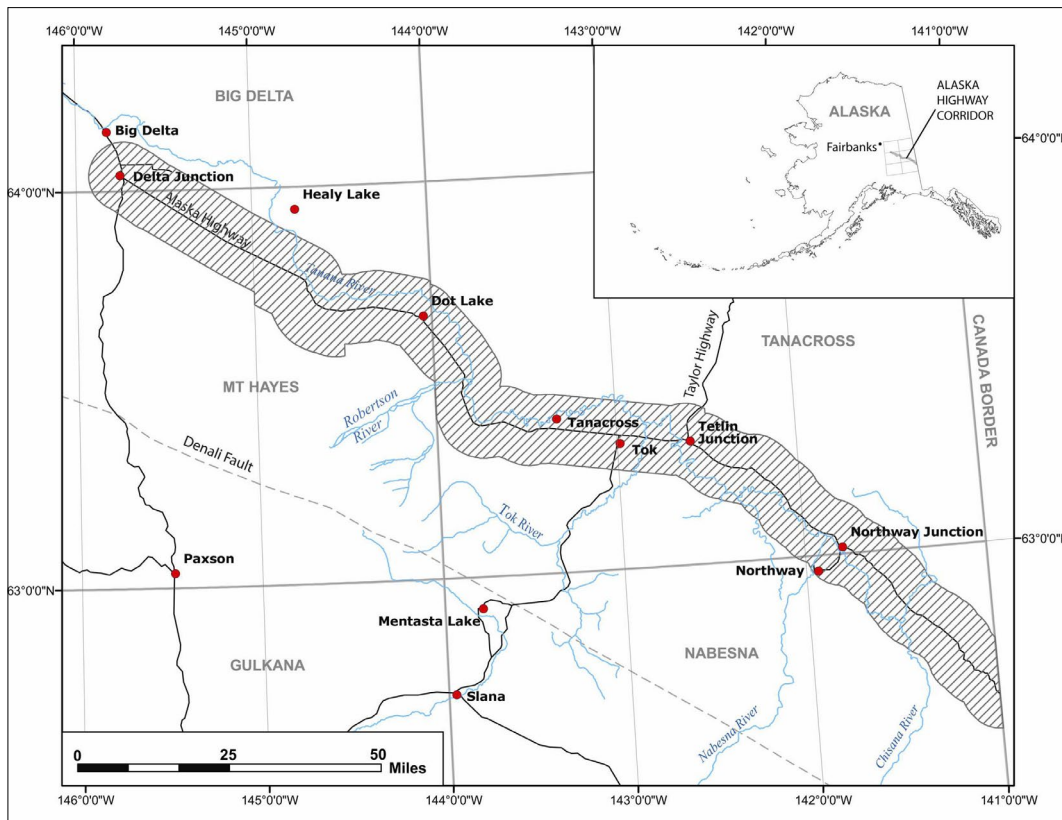 146°0'0"W
145°0'0"W
144°0'0"W
143°0'0"W
142°0'0"W
141°0'0"W
BIG DELTA
Big Delta
Delta Junction
64°0'0"N
64°0'0"N
Healy Lake
Alaska Highway
Tanana River
Dot Lake
ALASKA
ALASKA
HIGHWAY
CORRIDOR
Fairbanks
TANACROSS
CANADA BORDER
Taylor Highway
MT HAYES
Robertson
River
Tanacross
Tetlin
Junction
Tok
Denali Fault
Tok River
Northway Junction
63°0'0"N
Northway
Paxson
63°0'0"N
Mentasta Lake
GULKANA
NABESNA
Slana
Nabesna River
Chisana River
0
25
50
Miles
146°0'0"W
145°0'0"W
144°0'0"W
143°0'0"W
142°0'0"W
141°0'0"W